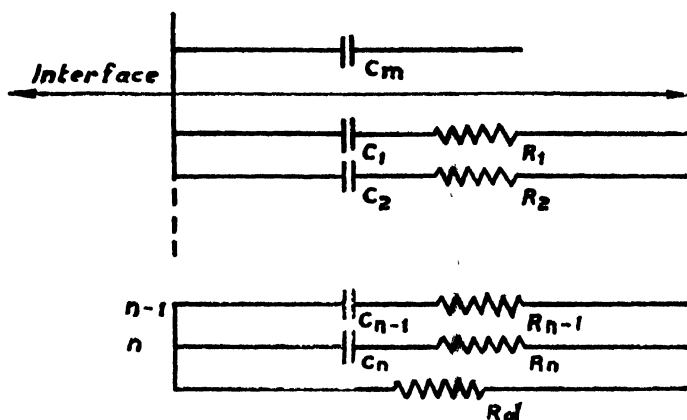 Cm
Interface
C1 R1
C2 R2
n-1 Cn-1 Rn-1
n Cn Rn
Rd